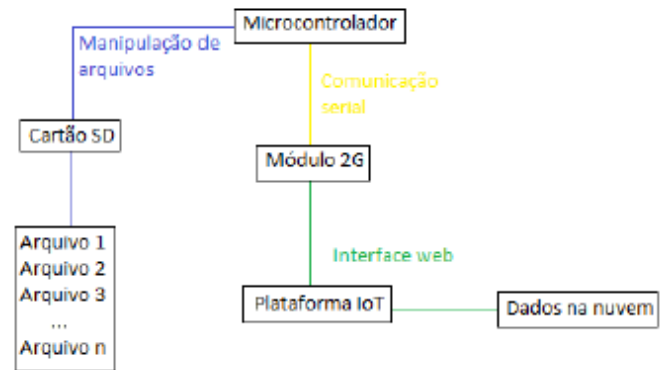 Microcontrolador
Manipulação de
arquivos
Comunicação
serial
Cartão SD
Módulo 2G
Arquivo 1
Arquivo 2
Arquivo 3
...
Arquivo n
Interface web
Plataforma IoT
Dados na nuvem